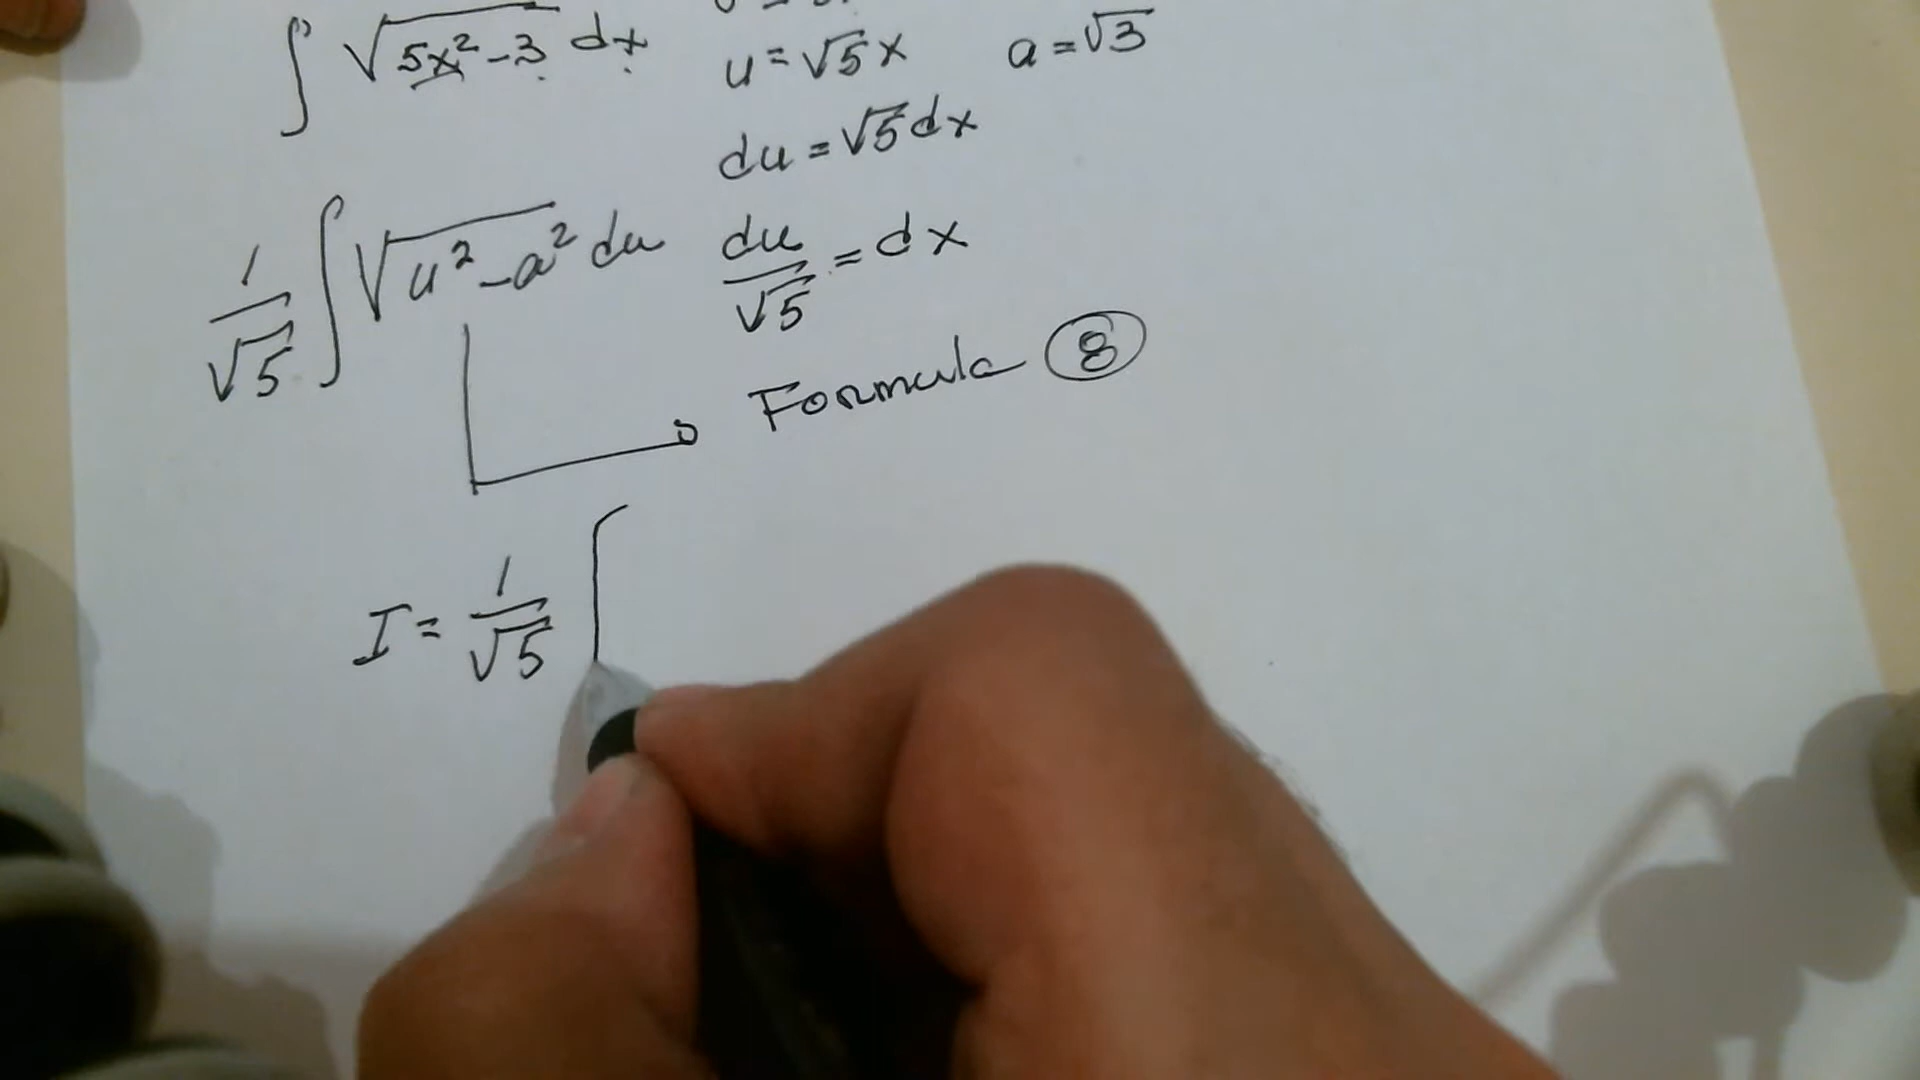 ∫ √(5x² - 3) dx
u = √5 x a = √3
du = √5 dx
1/√5 ∫ √(u² - a²) du du/√5 = dx
Formula 8
I = 1/√5 [